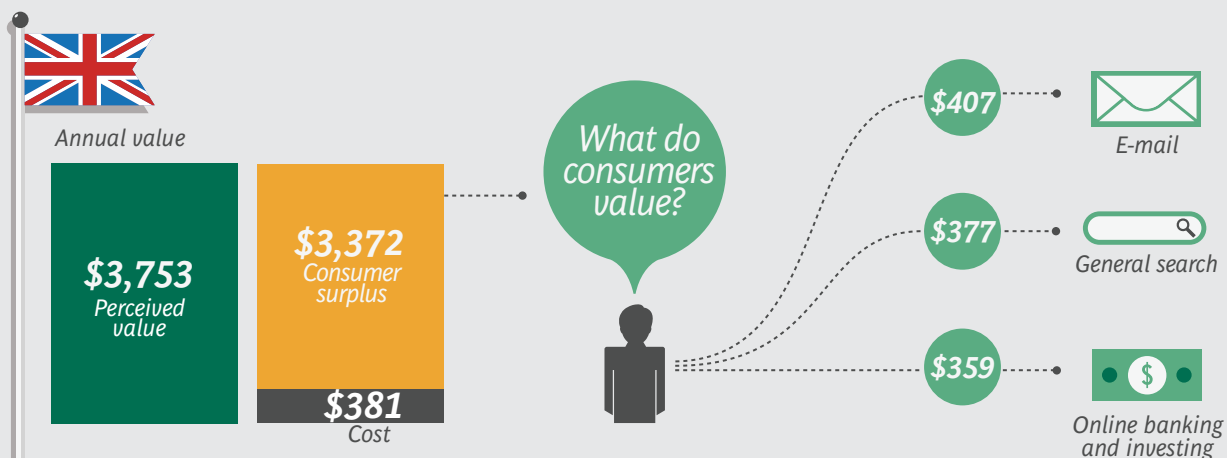 Annual value
$3,753
Perceived
value
$3,372
Consumer
surplus
$381
Cost
What do
consumers
value?
$407
E-mail
$377
General search
$359
$
Online banking
and investing